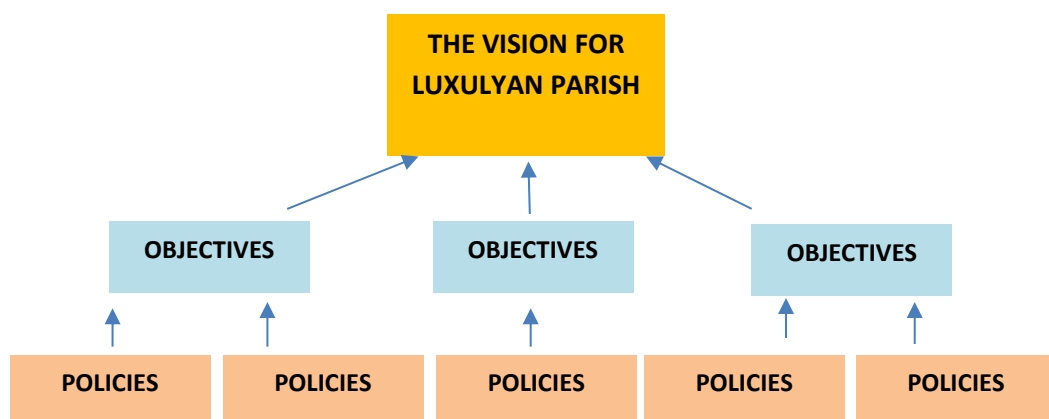 THE VISION FOR
LUXULYAN PARISH
OBJECTIVES
OBJECTIVES
OBJECTIVES
POLICIES
POLICIES
POLICIES
POLICIES
POLICIES